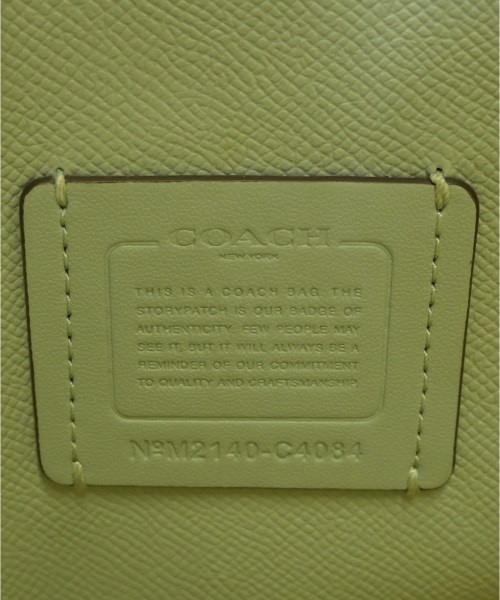 COACH
NEW YORK
THIS IS A COACH BAG. THE
STORYPATCH IS OUR BADGE OF
AUTHENTICITY. FEW PEOPLE MAY
SEE IT, BUT IT WILL ALWAYS BE A
REMINDER OF OUR COMMITMENT
TO QUALITY AND CRAFTSMANSHIP.
NºM2140-C4084